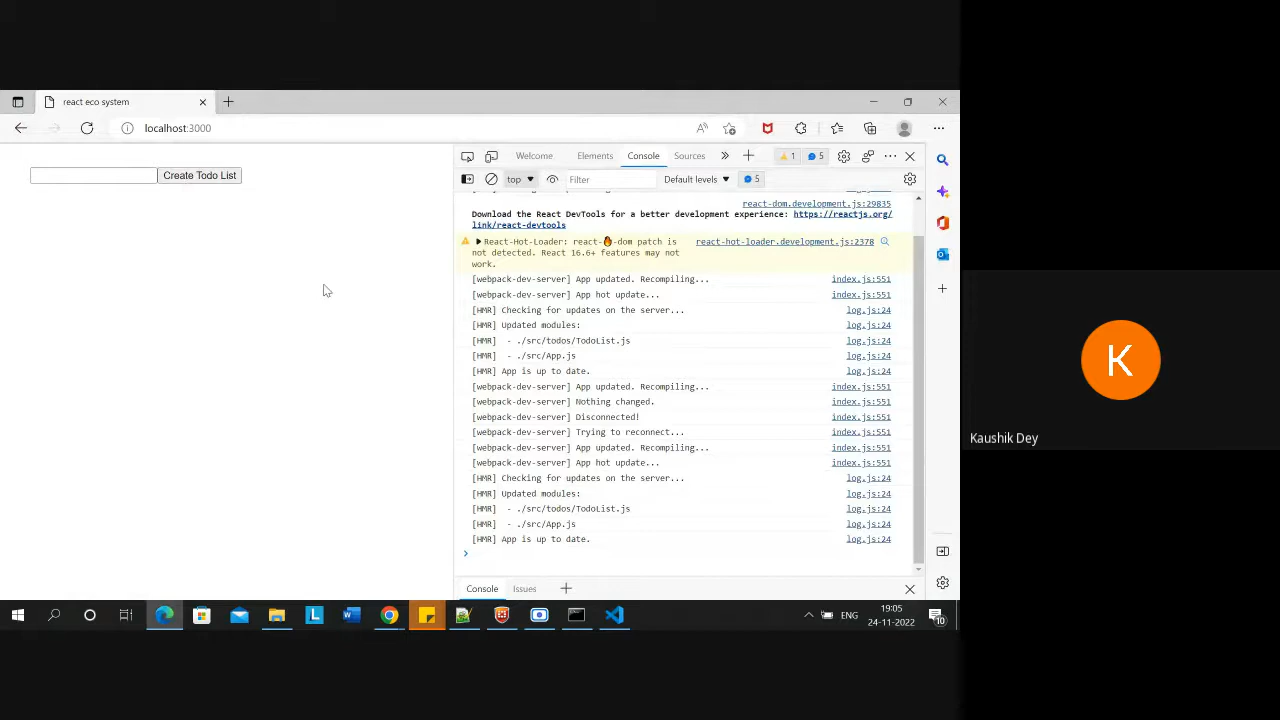 react eco system
localhost:3000
Create Todo List
Welcome
Elements
Console
Sources
1
5
top
Filter
Default levels
5
react-dom.development.js:29835
Download the React DevTools for a better development experience: https://reactjs.org/
link/react-devtools
React-Hot-Loader: react-🔥-dom patch is react-hot-loader.development.js:2378
not detected. React 16.6+ features may not
work.
[webpack-dev-server] App updated. Recompiling... index.js:551
[webpack-dev-server] App hot update... index.js:551
[HMR] Checking for updates on the server... log.js:24
[HMR] Updated modules: log.js:24
[HMR]  - ./src/todos/TodoList.js log.js:24
[HMR]  - ./src/App.js log.js:24
[HMR] App is up to date. log.js:24
[webpack-dev-server] App updated. Recompiling... index.js:551
[webpack-dev-server] Nothing changed. index.js:551
[webpack-dev-server] Disconnected! index.js:551
[webpack-dev-server] Trying to reconnect... index.js:551
[webpack-dev-server] App updated. Recompiling... index.js:551
[webpack-dev-server] App hot update... index.js:551
[HMR] Checking for updates on the server... log.js:24
[HMR] Updated modules: log.js:24
[HMR]  - ./src/todos/TodoList.js log.js:24
[HMR]  - ./src/App.js log.js:24
[HMR] App is up to date. log.js:24
Console
Issues
ENG
19:05
24-11-2022
10
K
Kaushik Dey